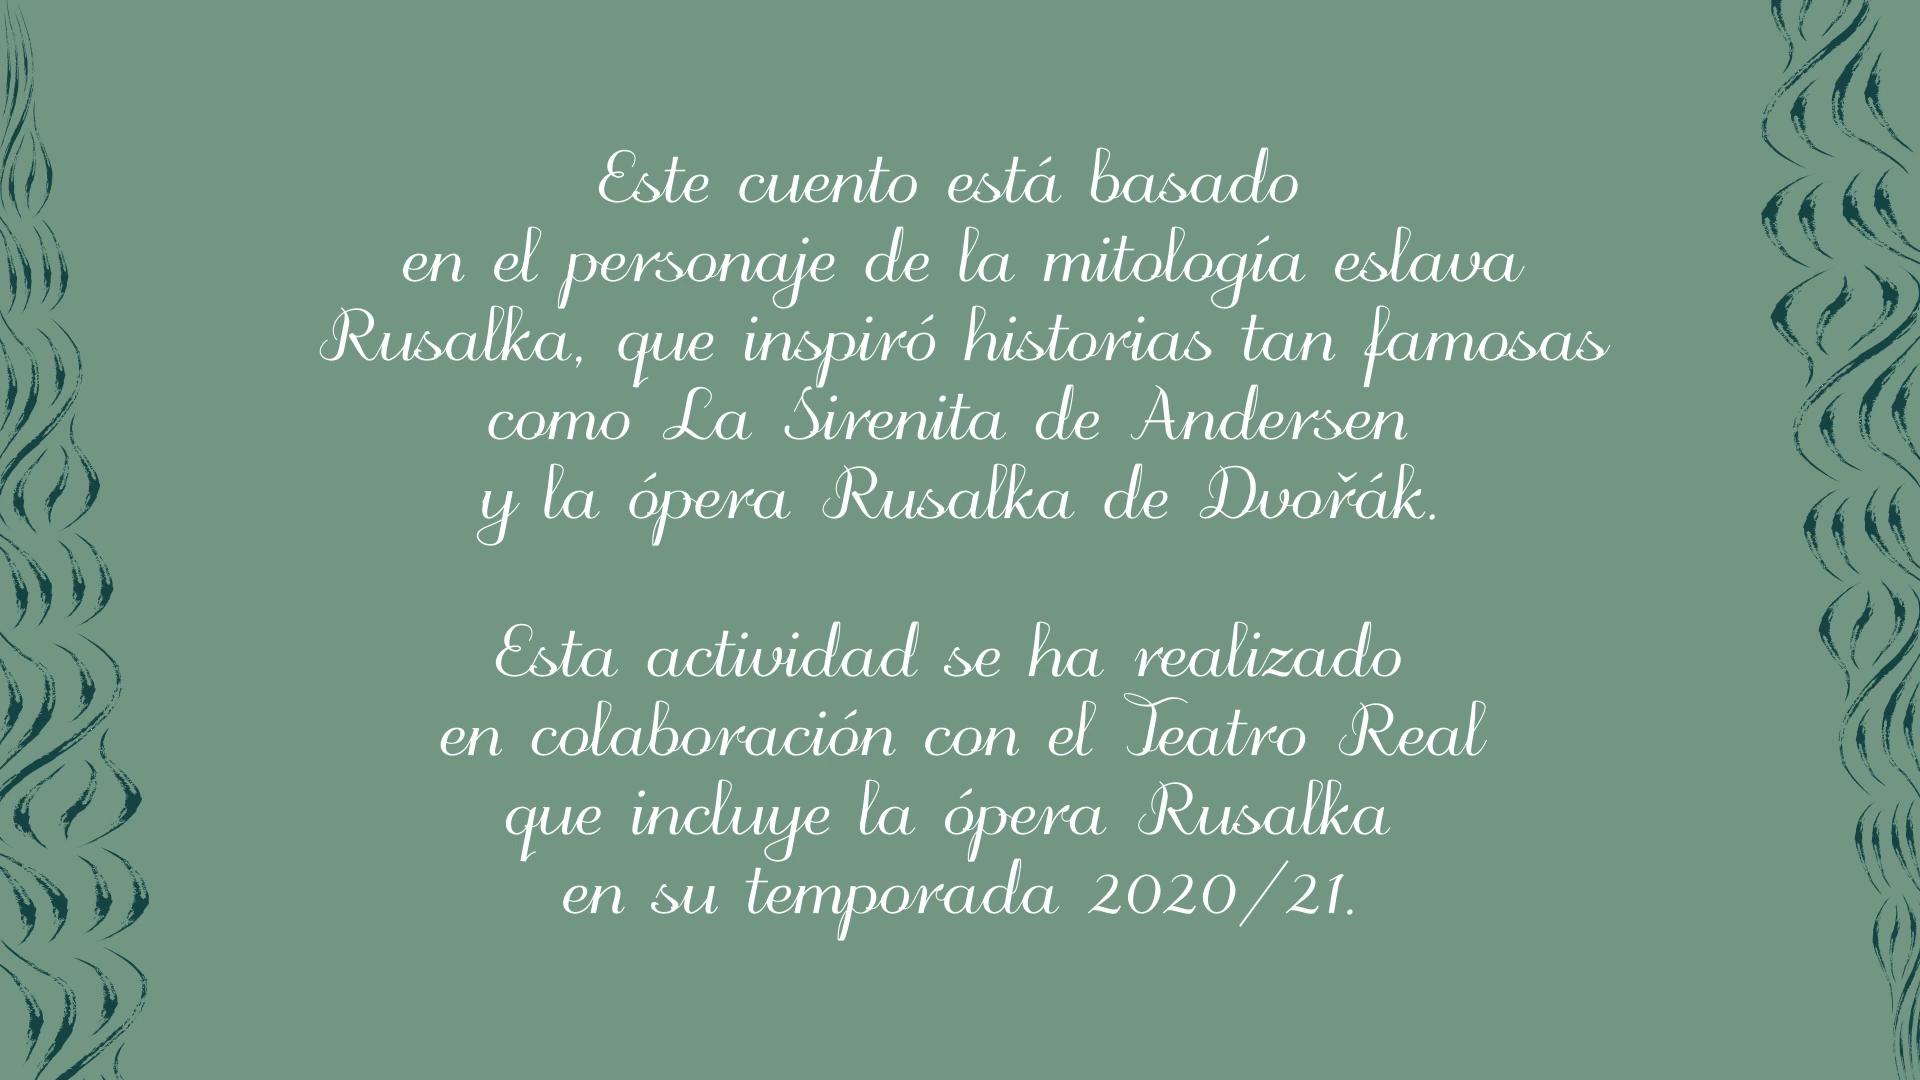 Este cuento está basado
en el personaje de la mitología eslava
Rusalka, que inspiró historias tan famosas
como La Sirenita de Andersen
y la ópera Rusalka de Dvořák.
Esta actividad se ha realizado
en colaboración con el Teatro Real
que incluye la ópera Rusalka
en su temporada 2020/21.